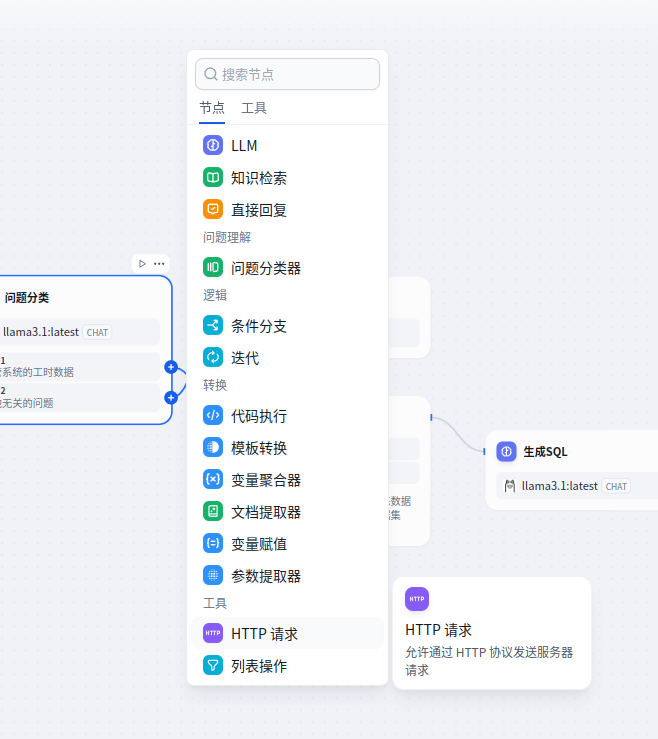 搜索节点
节点 工具
LLM
知识检索
直接回复
问题理解
问题分类器
逻辑
条件分支
迭代
转换
代码执行
模板转换
变量聚合器
文档提取器
变量赋值
参数提取器
工具
HTTP 请求
列表操作
问题分类
llama3.1:latest CHAT
1
系统的工时数据
2
无关的问题
数据
集
生成SQL
llama3.1:latest CHAT
HTTP
HTTP 请求
允许通过 HTTP 协议发送服务器
请求